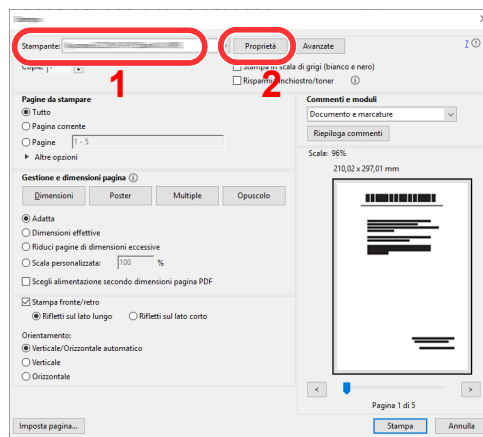 Stampante:
Proprietà
Avanzate
?
1
2
Copie: 1
Stampa in scala di grigi (bianco e nero)
Risparmia inchiostro/toner
Pagine da stampare
Tutto
Pagina corrente
Pagine 1 - 5
Altre opzioni
Gestione e dimensioni pagina
Dimensioni Poster Multiple Opuscolo
Adatta
Dimensioni effettive
Riduci pagine di dimensioni eccessive
Scala personalizzata: 100 %
Scegli alimentazione secondo dimensioni pagina PDF
Stampa fronte/retro
Rifletti sul lato lungo Rifletti sul lato corto
Orientamento:
Verticale/Orizzontale automatico
Verticale
Orizzontale
Commenti e moduli
Documento e marcature
Riepiloga commenti
Scala: 96%
210,02 x 297,01 mm
< >
Pagina 1 di 5
Imposta pagina...
Stampa Annulla